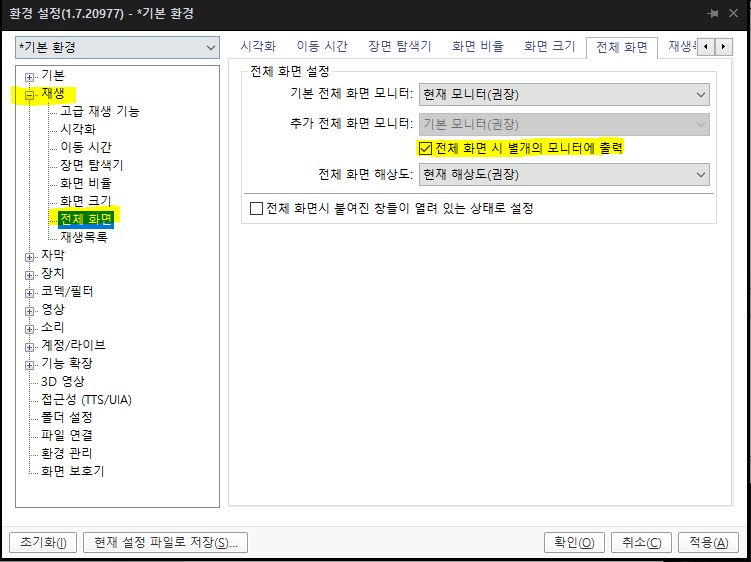 환경 설정(1.7.20977) - *기본 환경
*기본 환경
기본
재생
고급 재생 기능
시각화
이동 시간
장면 탐색기
화면 비율
화면 크기
전체 화면
재생목록
자막
장치
코덱/필터
영상
소리
계정/라이브
기능 확장
3D 영상
접근성 (TTS/UIA)
폴더 설정
파일 연결
환경 관리
화면 보호기
시각화 이동 시간 장면 탐색기 화면 비율 화면 크기 전체 화면
전체 화면 설정
기본 전체 화면 모니터: 현재 모니터(권장)
추가 전체 화면 모니터: 기본 모니터(권장)
전체 화면 시 별개의 모니터에 출력
전체 화면 해상도: 현재 해상도(권장)
전체 화면시 붙여진 창들이 열려 있는 상태로 설정
초기화(I) 현재 설정 파일로 저장(S)... 확인(O) 취소(C) 적용(A)